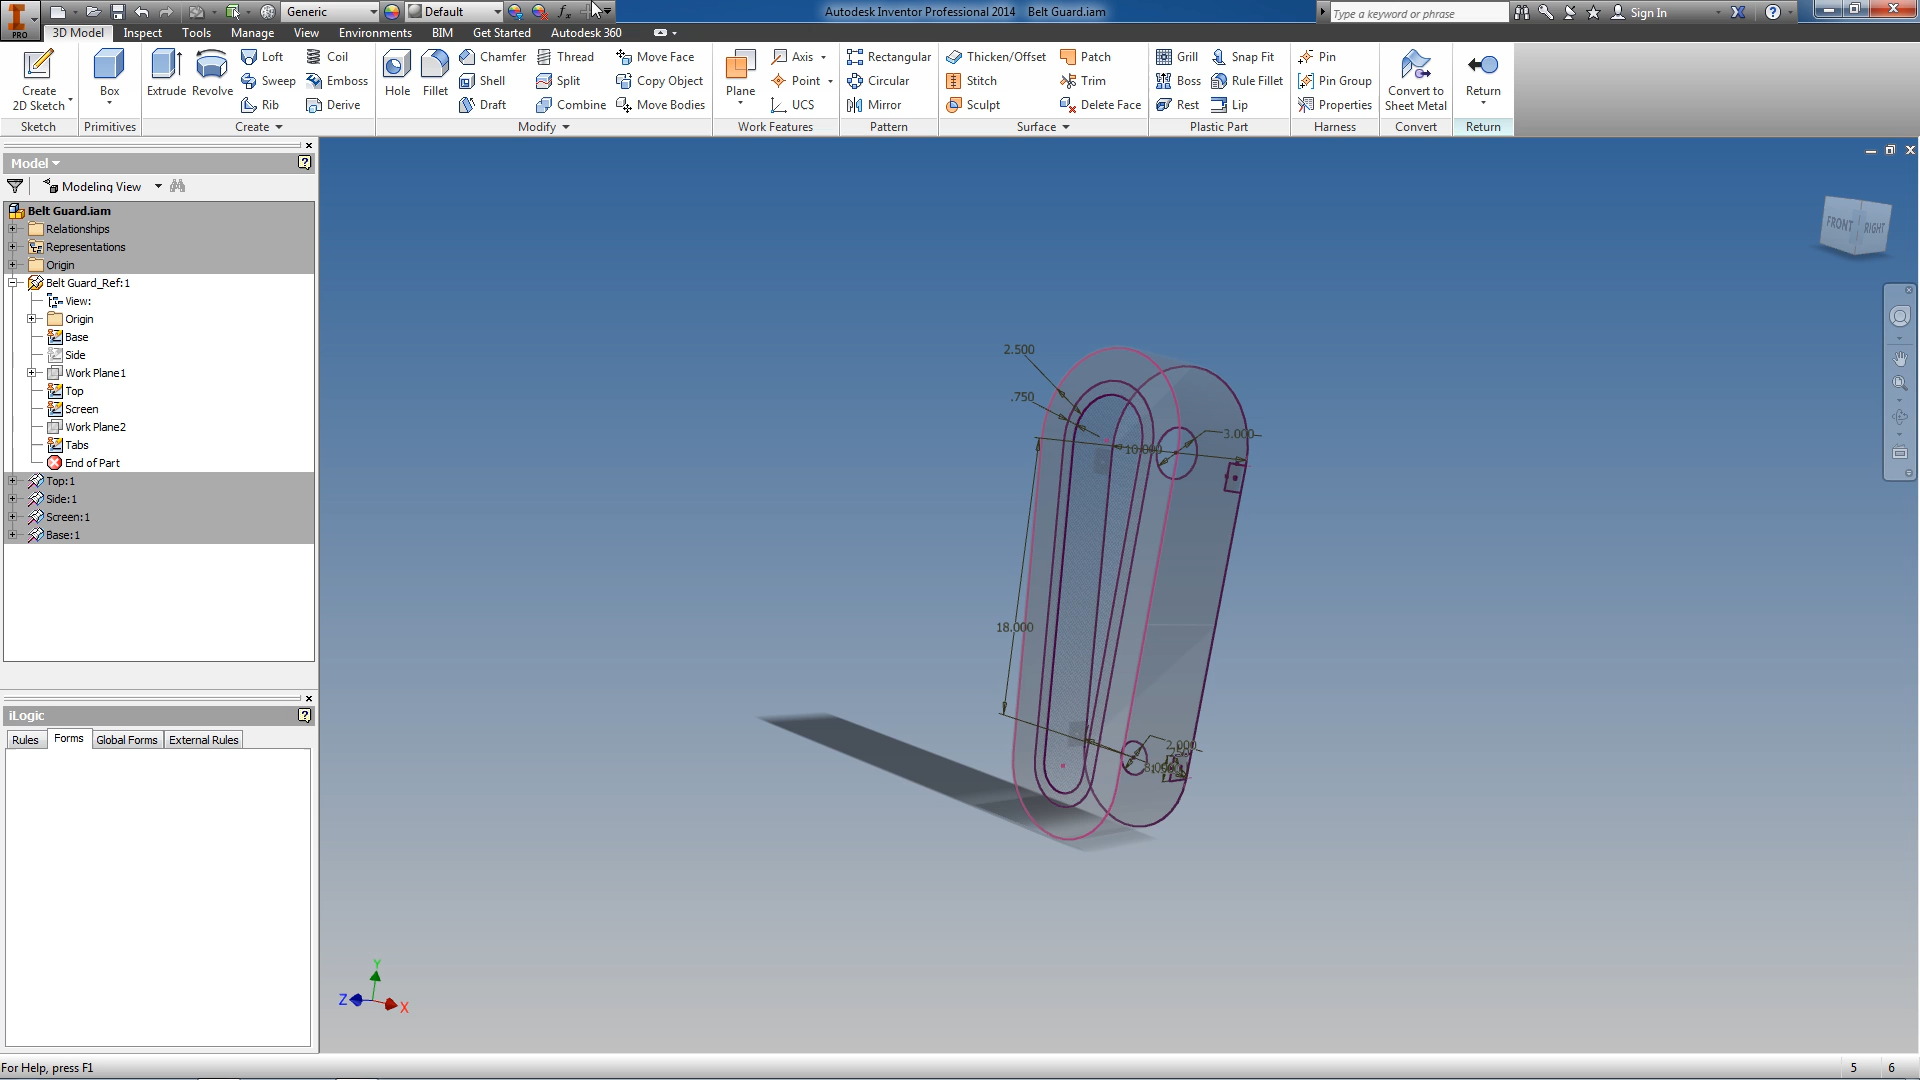 PRO
Generic
Default
fx
Autodesk Inventor Professional 2014 Belt Guard.iam
Type a keyword or phrase
Sign In
3D Model Inspect Tools Manage View Environments BIM Get Started Autodesk 360
Create
2D Sketch
Box
Extrude
Revolve
Loft
Sweep
Rib
Coil
Emboss
Derive
Hole
Fillet
Chamfer
Shell
Draft
Thread
Split
Combine
Move Face
Copy Object
Move Bodies
Plane
Axis
Point
UCS
Rectangular
Circular
Mirror
Thicken/Offset
Stitch
Sculpt
Patch
Trim
Delete Face
Grill
Boss
Rest
Snap Fit
Rule Fillet
Lip
Pin
Pin Group
Properties
Convert to
Sheet Metal
Return
Sketch Primitives Create Modify Work Features Pattern Surface Plastic Part Harness Convert Return
Model
Modeling View
Belt Guard.iam
Relationships
Representations
Origin
Belt Guard_Ref:1
View:
Origin
Base
Side
Work Plane1
Top
Screen
Work Plane2
Tabs
End of Part
Top:1
Side:1
Screen:1
Base:1
iLogic
Rules Forms Global Forms External Rules
FRONT RIGHT
2.500
.750
3.000
10.000
18.000
2.000
Y
Z
X
For Help, press F1
5 6